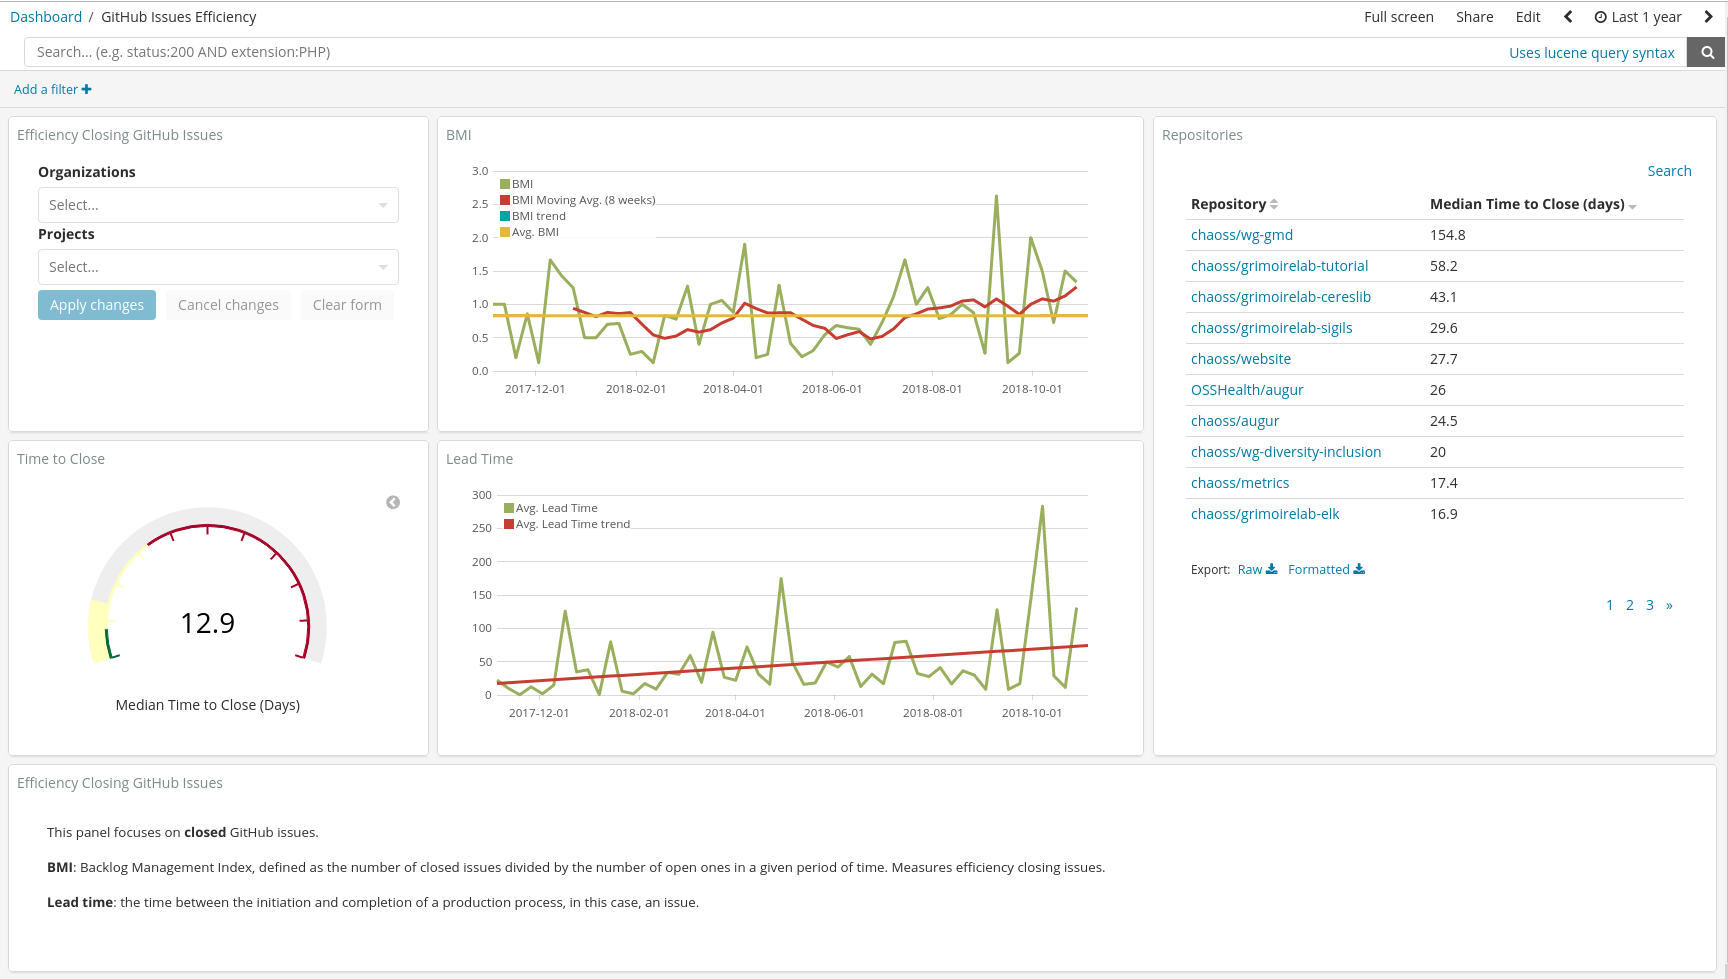 Dashboard / GitHub Issues Efficiency
Full screen Share Edit Last 1 year
Search... (e.g. status:200 AND extension:PHP)
Uses lucene query syntax
Add a filter
Efficiency Closing GitHub Issues
Organizations
Select...
Projects
Select...
Apply changes Cancel changes Clear form
BMI
3.0
2.5
2.0
1.5
1.0
0.5
0.0
BMI
BMI Moving Avg. (8 weeks)
BMI trend
Avg. BMI
2017-12-01 2018-02-01 2018-04-01 2018-06-01 2018-08-01 2018-10-01
Repositories
Search
Repository Median Time to Close (days)
chaoss/wg-gmd 154.8
chaoss/grimoirelab-tutorial 58.2
chaoss/grimoirelab-cereslib 43.1
chaoss/grimoirelab-sigils 29.6
chaoss/website 27.7
OSSHealth/augur 26
chaoss/augur 24.5
chaoss/wg-diversity-inclusion 20
chaoss/metrics 17.4
chaoss/grimoirelab-elk 16.9
Export: Raw Formatted
1 2 3 »
Time to Close
12.9
Median Time to Close (Days)
Lead Time
300
250
200
150
100
50
0
Avg. Lead Time
Avg. Lead Time trend
2017-12-01 2018-02-01 2018-04-01 2018-06-01 2018-08-01 2018-10-01
Efficiency Closing GitHub Issues
This panel focuses on closed GitHub issues.
BMI: Backlog Management Index, defined as the number of closed issues divided by the number of open ones in a given period of time. Measures efficiency closing issues.
Lead time: the time between the initiation and completion of a production process, in this case, an issue.